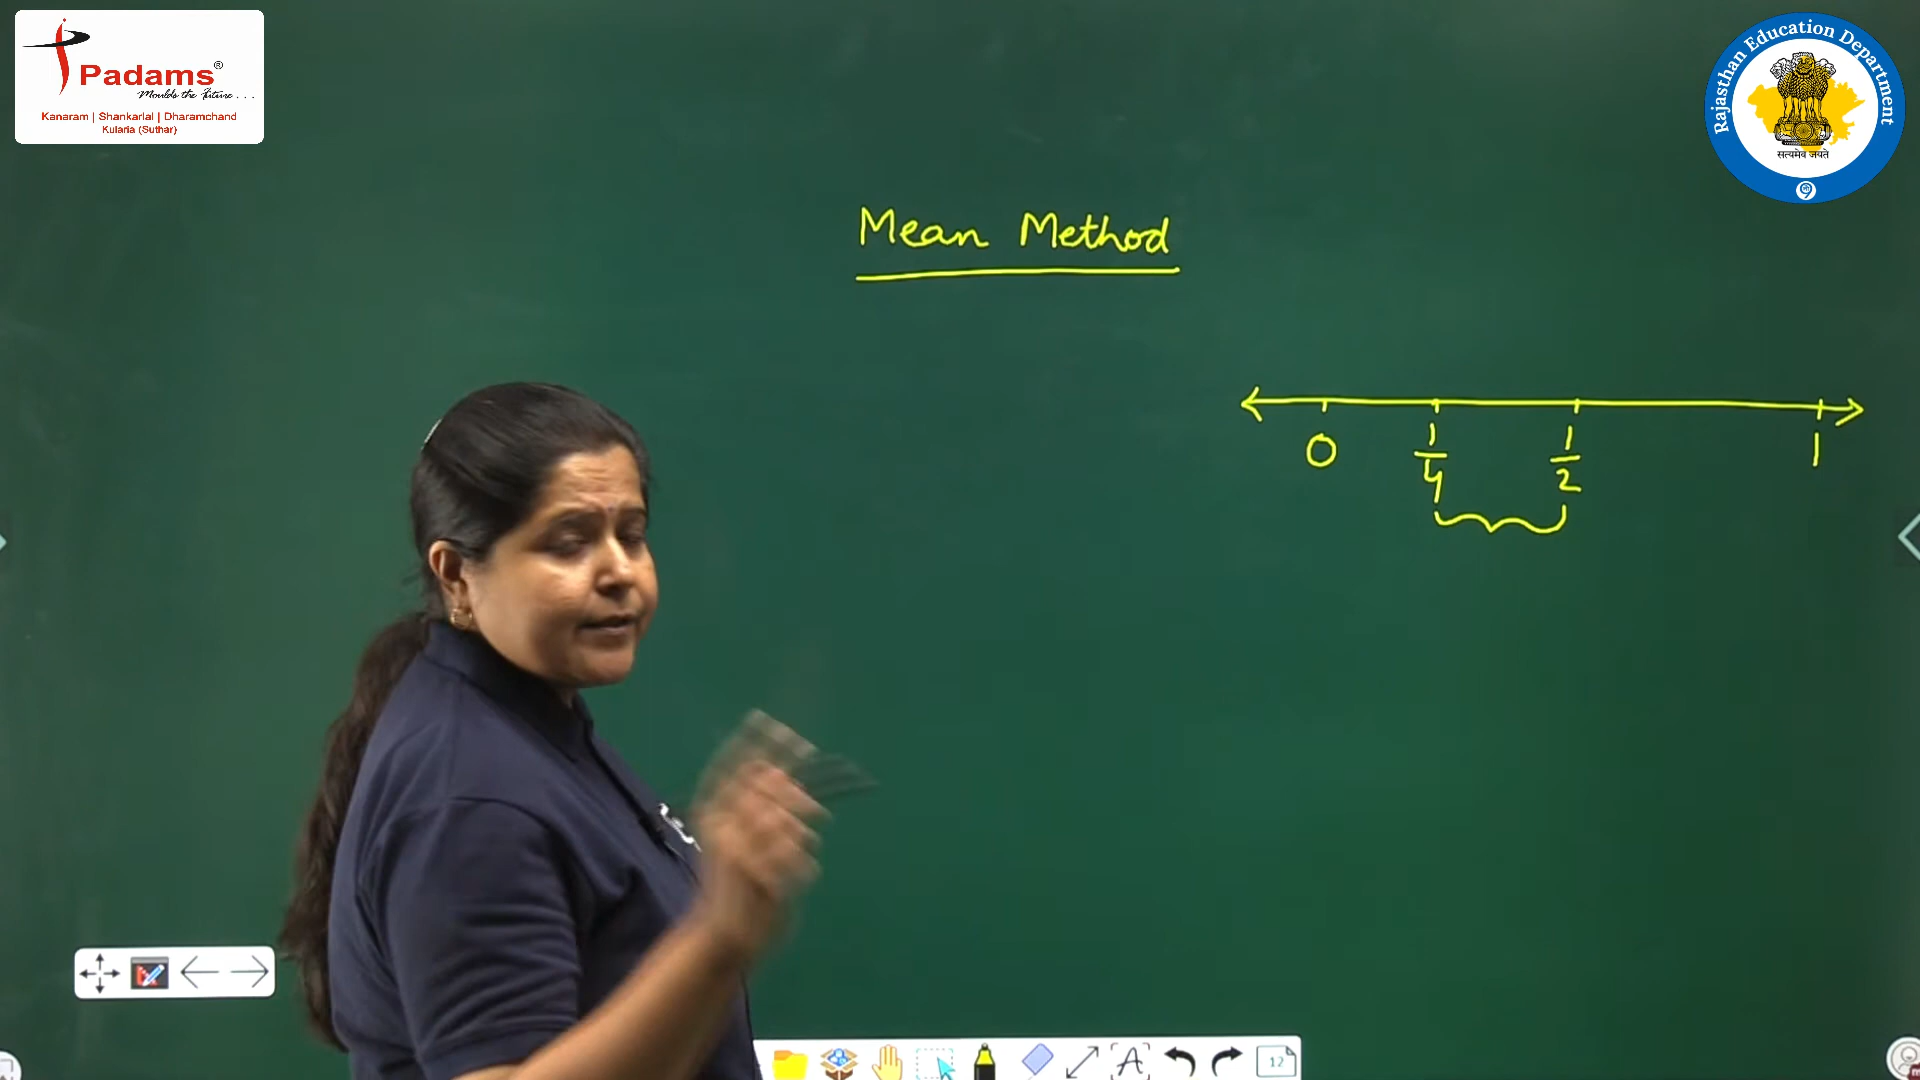 Padams®
Moulds the Future . . .
Kanaram | Shankarlal | Dharamchand
Kularia (Suthar)
Rajasthan Education Department
सत्यमेव जयते
Mean Method
0 1/4 1/2 1
A
12